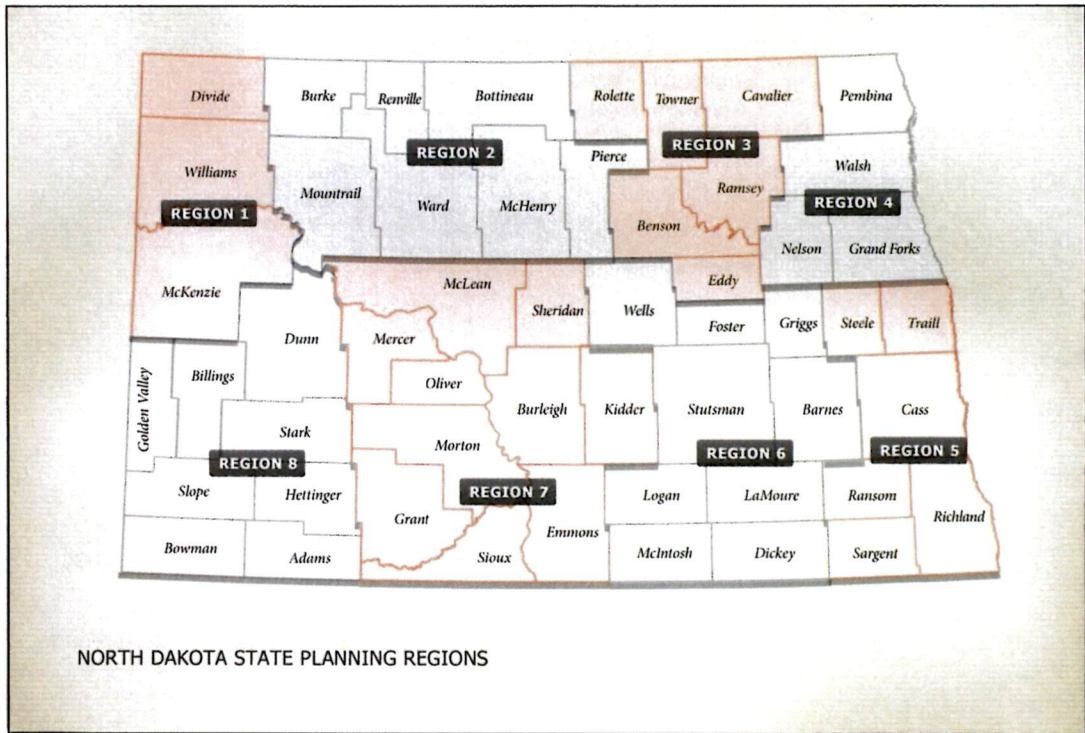 Divide
Burke
Renville
Bottineau
Rolette
Towner
Cavalier
Pembina
REGION 2
REGION 3
Pierce
Walsh
Williams
Mountrail
Ward
McHenry
Ramsey
REGION 1
REGION 4
Benson
Nelson
Grand Forks
McKenzie
McLean
Eddy
Sheridan
Wells
Dunn
Mercer
Foster
Griggs
Steele
Traill
Golden Valley
Billings
Oliver
Burleigh
Kidder
Stutsman
Barnes
Cass
Stark
Morton
REGION 8
REGION 6
REGION 5
Slope
Hettinger
REGION 7
Logan
LaMoure
Ransom
Grant
Richland
Emmons
Bowman
Adams
Sioux
McIntosh
Dickey
Sargent
NORTH DAKOTA STATE PLANNING REGIONS